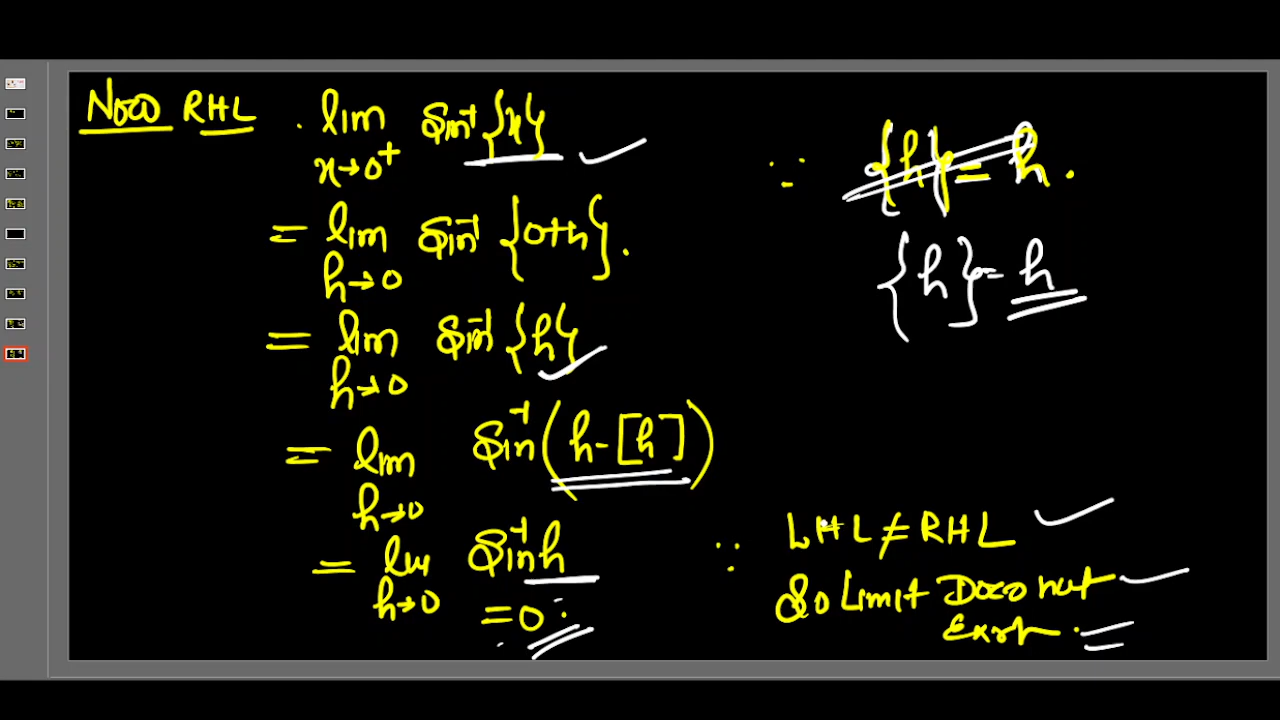 Now RHL . lim sin⁻¹ {x}
x→0⁺
= lim sin⁻¹ {0+h}.
h→0
= lim sin⁻¹ {h}
h→0
= lim sin⁻¹ (h-[h])
h→0
= lim sin⁻¹ h
h→0
= 0.
∵ {h} = h.
{h} = h
∵ LHL ≠ RHL
So Limit Does not
Exist.